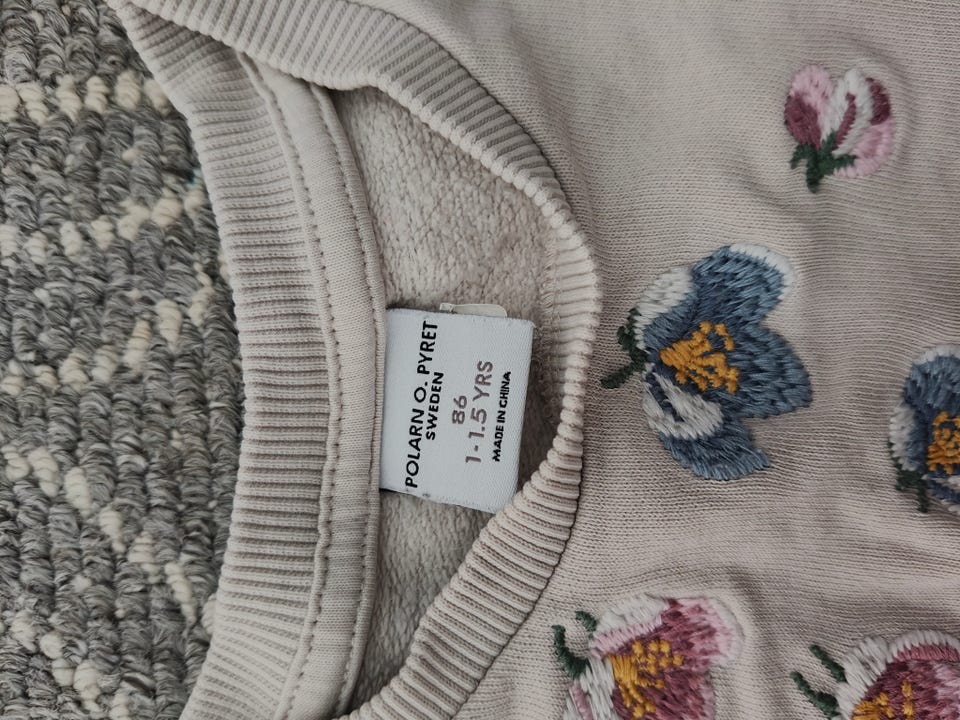 POLARN O. PYRET
SWEDEN
86
1-1.5 YRS
MADE IN CHINA